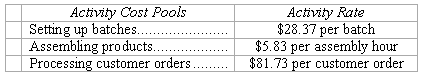 Activity Cost Pools Activity Rate
Setting up batches........................ $28.37 per batch
Assembling products.................... $5.83 per assembly hour
Processing customer orders......... $81.73 per customer order